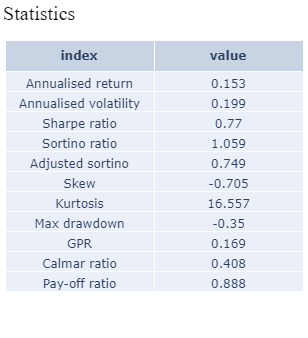 Statistics
index value
Annualised return 0.153
Annualised volatility 0.199
Sharpe ratio 0.77
Sortino ratio 1.059
Adjusted sortino 0.749
Skew -0.705
Kurtosis 16.557
Max drawdown -0.35
GPR 0.169
Calmar ratio 0.408
Pay-off ratio 0.888